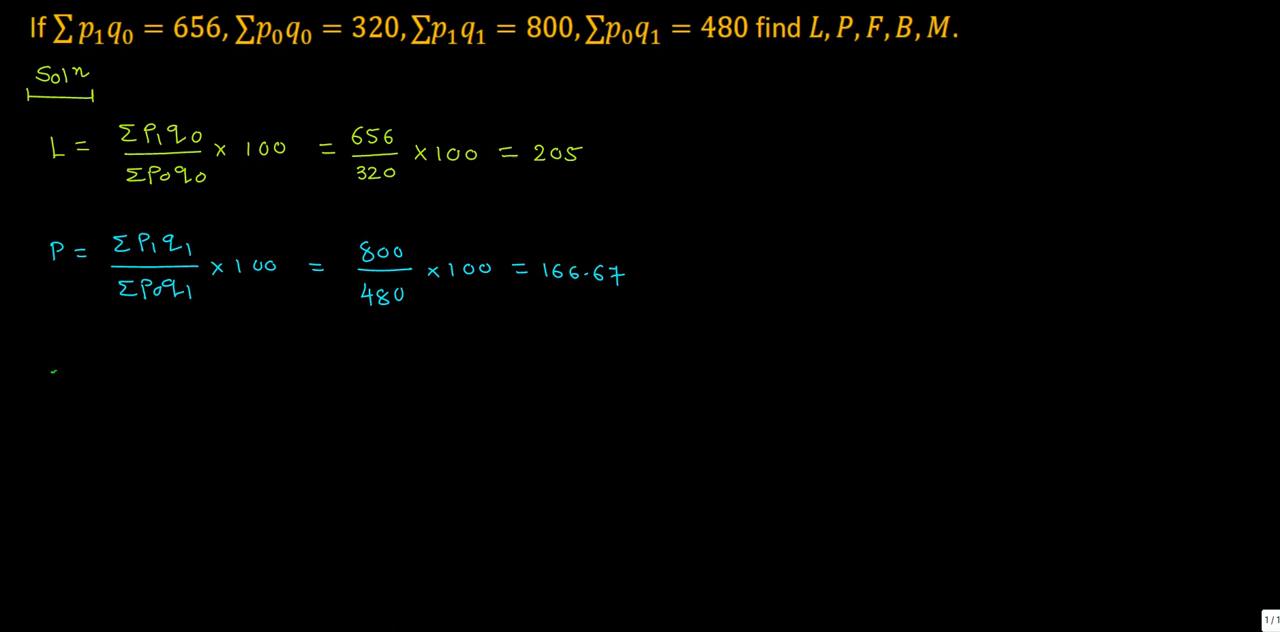 If ∑ p₁q₀ = 656, ∑p₀q₀ = 320, ∑p₁q₁ = 800, ∑p₀q₁ = 480 find L, P, F, B, M.
Solⁿ
L = ΣP₁q₀ / ΣP₀q₀ × 100 = 656 / 320 × 100 = 205
P = ΣP₁q₁ / ΣP₀q₁ × 100 = 800 / 480 × 100 = 166.67
1/1